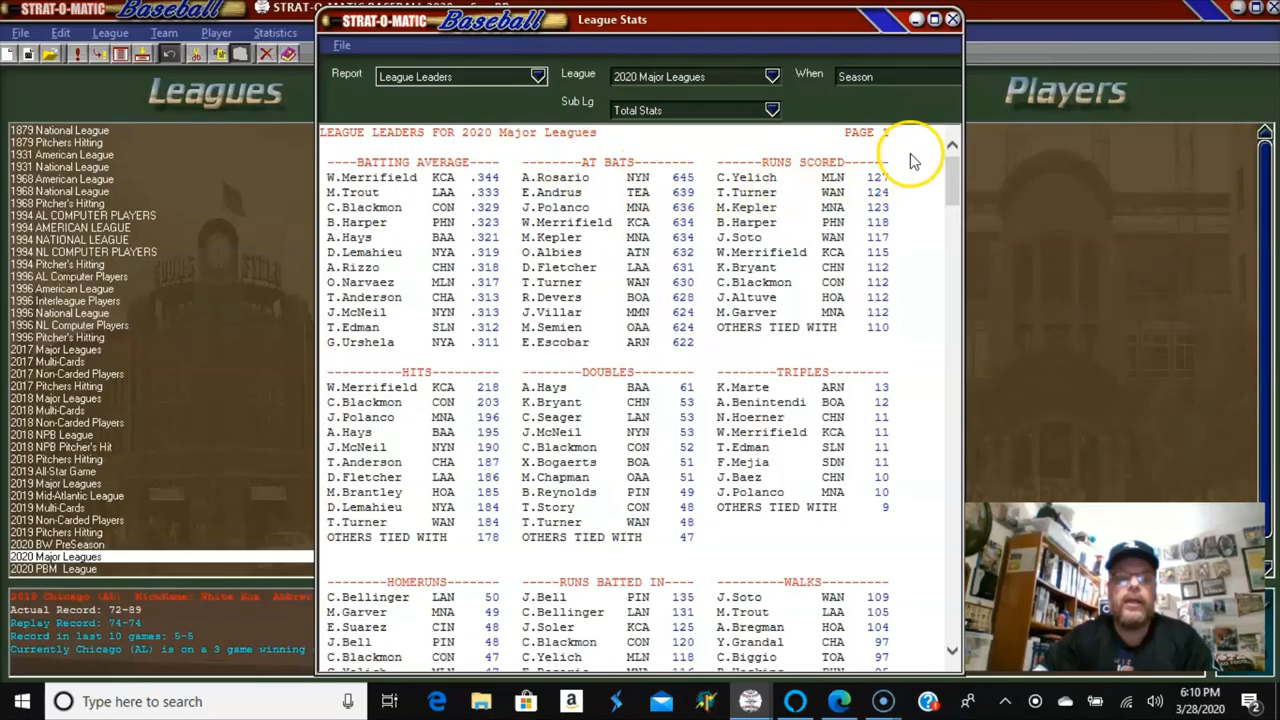 STRAT-O-MATIC Baseball
File Edit League Team Player Statistics
Leagues
Players
1879 National League
1879 Pitchers Hitting
1931 American League
1931 National League
1968 American League
1968 National League
1968 Pitchers Hitting
1994 AL COMPUTER PLAYERS
1994 AMERICAN LEAGUE
1994 NATIONAL LEAGUE
1994 NL COMPUTER PLAYERS
1994 Pitcher's Hitting
1996 AL Computer Players
1996 American League
1996 Interleague Players
1996 National League
1996 NL Computer Players
1996 Pitcher's Hitting
2017 Major Leagues
2017 Multi-Cards
2017 Non-Carded Players
2017 Pitchers Hitting
2018 Major Leagues
2018 Multi-Cards
2018 Non-Carded Players
2018 NPB League
2018 NPB Pitcher's Hit
2018 Pitchers Hitting
2019 All-Star Game
2019 Major Leagues
2019 Mid-Atlantic League
2019 Multi-Cards
2019 Non-Carded Players
2019 Pitchers Hitting
2020 BW PreSeason
2020 Major Leagues
2020 PBM League
2019 Chicago (AL) NickName: White Sox
Actual Record: 72-89
Replay Record: 74-74
Record in last 10 games: 5-5
Currently Chicago (AL) is on a 3 game winning
STRAT-O-MATIC Baseball League Stats
File
Report League Leaders League 2020 Major Leagues When Season
Sub Lg Total Stats
LEAGUE LEADERS FOR 2020 Major Leagues PAGE 1
----BATTING AVERAGE---- --------AT BATS-------- ------RUNS SCORED------
W.Merrifield KCA .344 A.Rosario NYN 645 C.Yelich MLN 127
M.Trout LAA .333 E.Andrus TEA 639 T.Turner WAN 124
C.Blackmon CON .329 J.Polanco MNA 636 M.Kepler MNA 123
B.Harper PHN .323 W.Merrifield KCA 634 B.Harper PHN 118
A.Hays BAA .321 M.Kepler MNA 634 J.Soto WAN 117
D.Lemahieu NYA .319 O.Albies ATN 632 W.Merrifield KCA 115
A.Rizzo CHN .318 D.Fletcher LAA 631 K.Bryant CHN 112
O.Narvaez MLN .317 T.Turner WAN 630 C.Blackmon CON 112
T.Anderson CHA .313 R.Devers BOA 628 J.Altuve HOA 112
J.McNeil NYN .313 J.Villar MMN 624 M.Garver MNA 112
T.Edman SLN .312 M.Semien OAA 624 OTHERS TIED WITH 110
G.Urshela NYA .311 E.Escobar ARN 622
----------HITS--------- --------DOUBLES-------- --------TRIPLES--------
W.Merrifield KCA 218 A.Hays BAA 61 K.Marte ARN 13
C.Blackmon CON 203 K.Bryant CHN 53 A.Benintendi BOA 12
J.Polanco MNA 196 C.Seager LAN 53 N.Hoerner CHN 11
A.Hays BAA 195 J.McNeil NYN 53 W.Merrifield KCA 11
J.McNeil NYN 190 C.Blackmon CON 52 T.Edman SLN 11
T.Anderson CHA 187 X.Bogaerts BOA 51 F.Mejia SDN 11
D.Fletcher LAA 186 M.Chapman OAA 51 J.Baez CHN 10
M.Brantley HOA 185 B.Reynolds PIN 49 J.Polanco MNA 10
D.Lemahieu NYA 184 T.Story CON 48 OTHERS TIED WITH 9
T.Turner WAN 184 T.Turner WAN 48
OTHERS TIED WITH 178 OTHERS TIED WITH 47
--------HOMERUNS------- -----RUNS BATTED IN---- ---------WALKS---------
C.Bellinger LAN 50 J.Bell PIN 135 J.Soto WAN 109
M.Garver MNA 49 C.Bellinger LAN 131 M.Trout LAA 105
E.Suarez CIN 48 J.Soler KCA 125 A.Bregman HOA 104
J.Bell PIN 48 C.Blackmon CON 120 Y.Grandal CHA 97
C.Blackmon CON 47 C.Yelich MLN 118 C.Biggio TOA 97
Type here to search
6:10 PM
3/28/2020